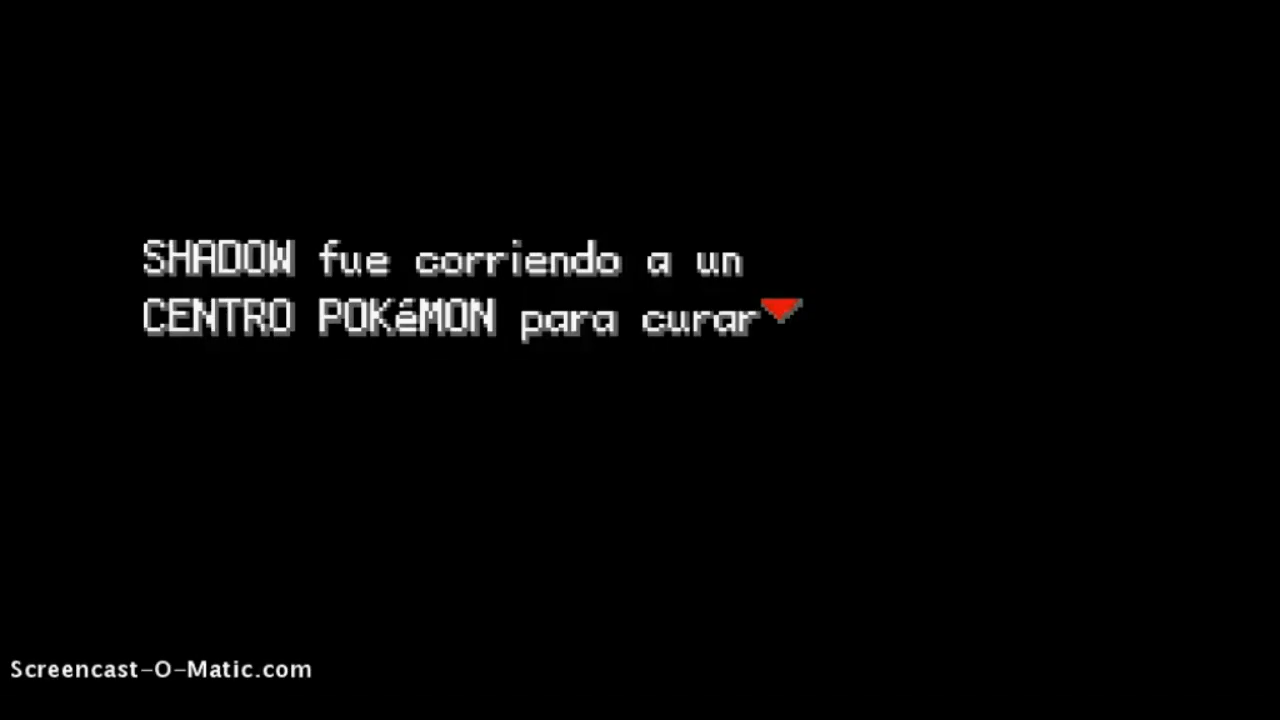 SHADOW fue corriendo a un
CENTRO POKéMON para curar
Screencast-O-Matic.com